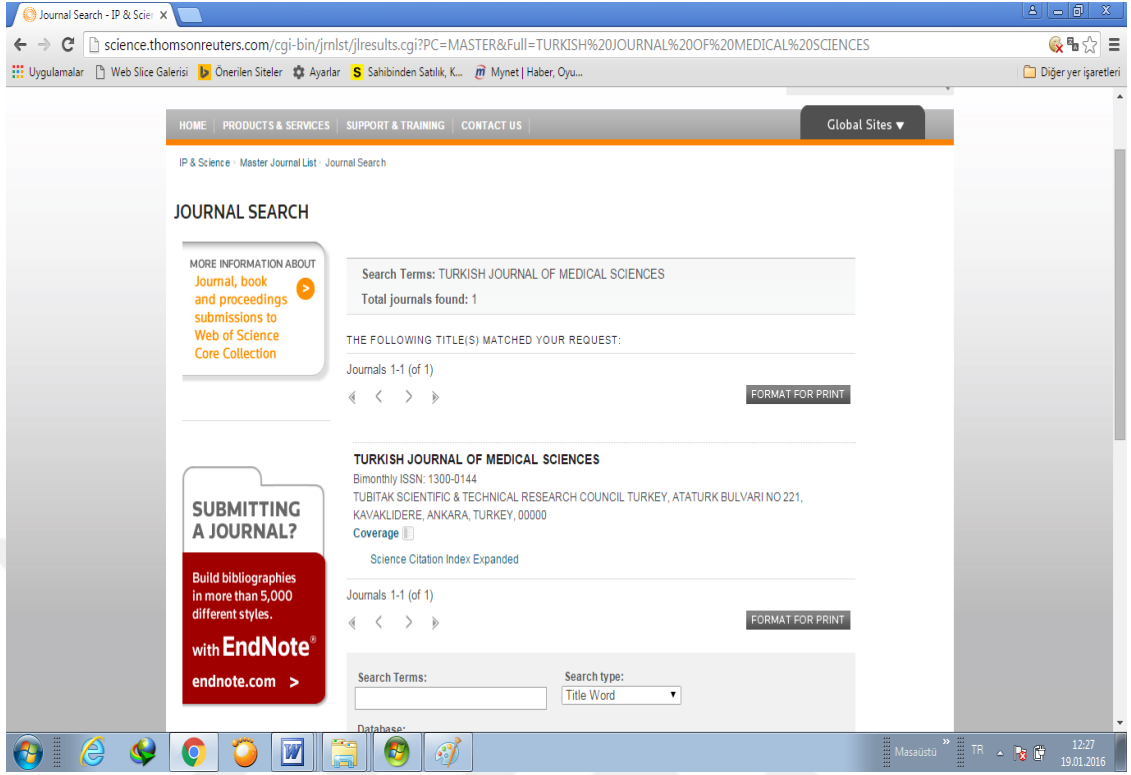 Journal Search - IP & Scien
science.thomsonreuters.com/cgi-bin/jrnlst/jlresults.cgi?PC=MASTER&Full=TURKISH%20JOURNAL%20OF%20MEDICAL%20SCIENCES
Uygulamalar Web Slice Galerisi Önerilen Siteler Ayarlar S Sahibinden Satılık, K... Mynet | Haber, Oyu... Diğer yer işaretleri
HOME PRODUCTS & SERVICES SUPPORT & TRAINING CONTACT US Global Sites ▼
IP & Science · Master Journal List · Journal Search
JOURNAL SEARCH
MORE INFORMATION ABOUT
Journal, book
and proceedings
submissions to
Web of Science
Core Collection
Search Terms: TURKISH JOURNAL OF MEDICAL SCIENCES
Total journals found: 1
THE FOLLOWING TITLE(S) MATCHED YOUR REQUEST:
Journals 1-1 (of 1)
FORMAT FOR PRINT
TURKISH JOURNAL OF MEDICAL SCIENCES
Bimonthly ISSN: 1300-0144
TUBITAK SCIENTIFIC & TECHNICAL RESEARCH COUNCIL TURKEY, ATATURK BULVARI NO 221,
KAVAKLIDERE, ANKARA, TURKEY, 00000
Coverage
Science Citation Index Expanded
SUBMITTING
A JOURNAL?
Build bibliographies
in more than 5,000
different styles.
with EndNote®
endnote.com >
Journals 1-1 (of 1)
FORMAT FOR PRINT
Search Terms: Search type:
Title Word
Database:
Masaüstü » TR 12:27
19.01.2016